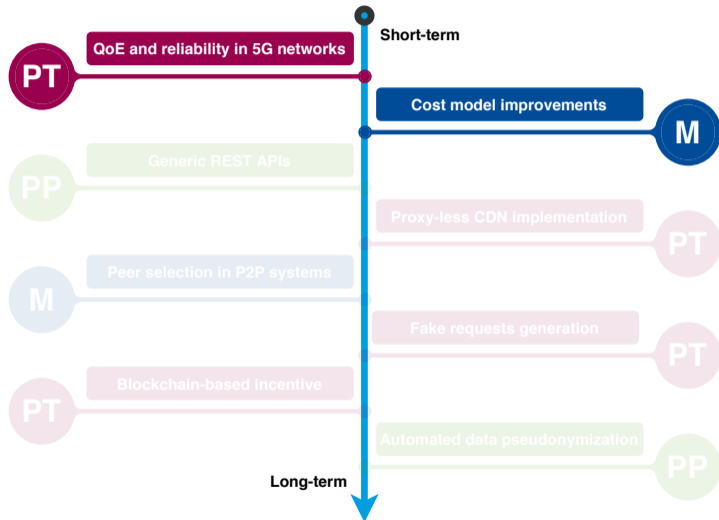 Short-term
QoE and reliability in 5G networks
PT
Cost model improvements
M
Generic REST APIs
PP
Proxy-less CDN implementation
PT
Peer selection in P2P systems
M
Fake requests generation
PT
Blockchain-based incentive
PT
Automated data pseudonymization
PP
Long-term